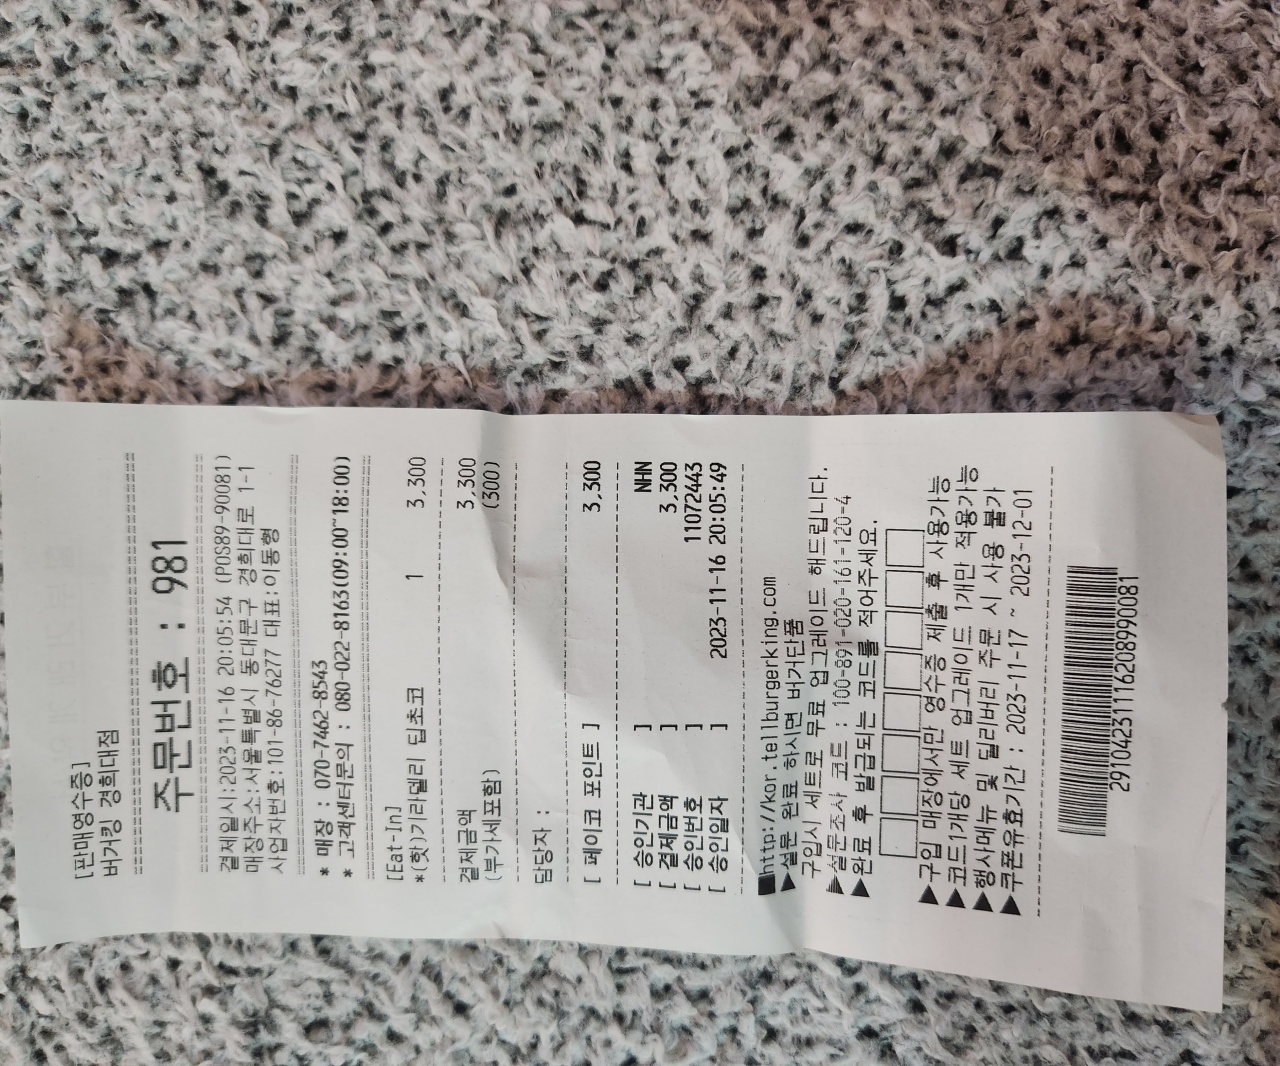 [판매영수증]
버거킹 경희대점
주문번호 : 981
결제일시:2023-11-16 20:05:54 (POS89-90081)
매장주소:서울특별시 동대문구 경희대로 1-1
사업자번호:101-86-76277 대표:이동형
* 매장 : 070-7462-8543
* 고객센터문의 : 080-022-8163(09:00~18:00)
[Eat-In]
*(핫)기라델리 딥초코 1 3,300
결제금액 3,300
(부가세포함) (300)
담당자 :
[ 페이코 포인트 ] 3,300
[ 승인기관 ] NHN
[ 결제금액 ] 3,300
[ 승인번호 ] 11072443
[ 승인일자 ] 2023-11-16 20:05:49
■http://kor.tellburgerking.com
▶설문 완료 하시면 버거단품
구입시 세트로 무료 업그레이드 해드립니다.
▶설문조사 코드 : 100-891-020-161-120-4
▶완료 후 발급되는 코드를 적어주세요.
▶구입 매장에서만 영수증 제출 후 사용가능
▶코드1개당 세트 업그레이드 1개만 적용가능
▶행사메뉴 및 딜리버리 주문 시 사용 불가
▶쿠폰유효기간 : 2023-11-17 ~ 2023-12-01
29104231116208990081